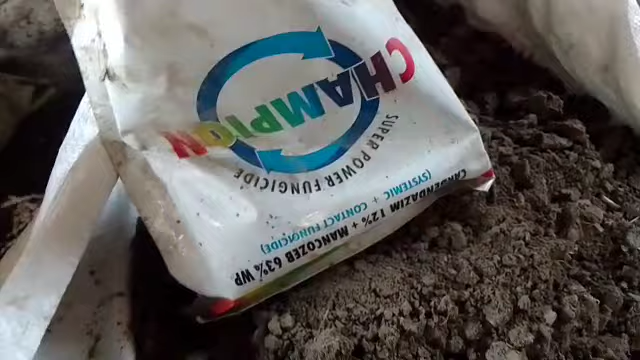 CHAMPION
SUPER POWER FUNGICIDE
(SYSTEMIC + CONTACT FUNGICIDE)
CARBENDAZIM 12% + MANCOZEB 63% WP